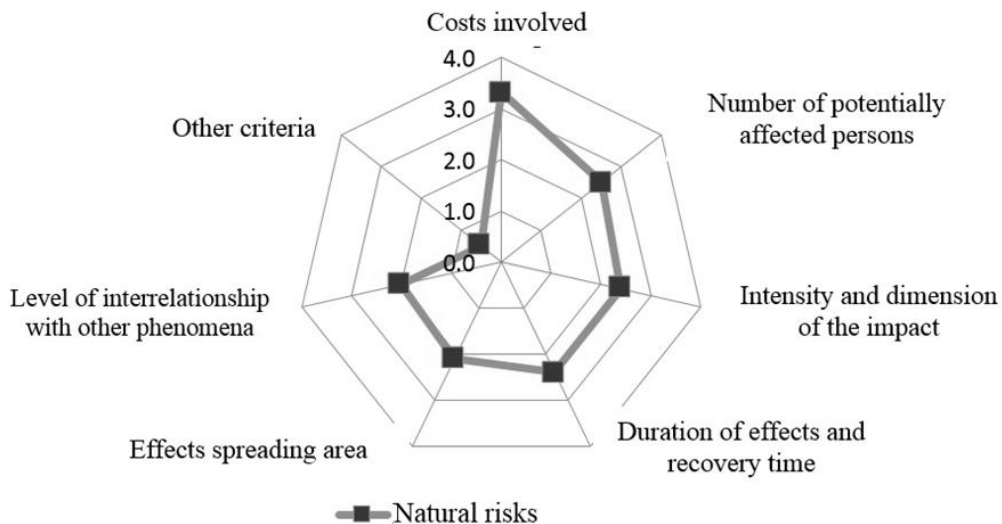 Costs involved
4.0
3.0
2.0
1.0
0.0
Number of potentially
affected persons
Other criteria
Level of interrelationship
with other phenomena
Intensity and dimension
of the impact
Effects spreading area
Duration of effects and
recovery time
Natural risks